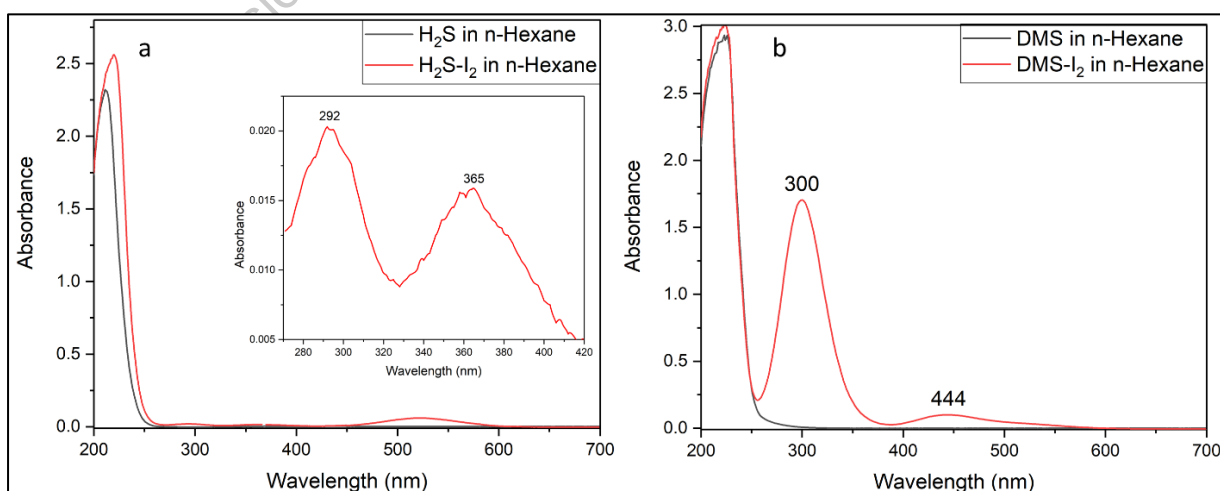 a
H₂S in n-Hexane
H₂S-I₂ in n-Hexane
Absorbance
2.5
2.0
1.5
1.0
0.5
0.0
200 300 400 500 600 700
Wavelength (nm)
292
365
Absorbance
0.020
0.015
0.010
0.005
280 300 320 340 360 380 400 420
Wavelength (nm)
b
DMS in n-Hexane
DMS-I₂ in n-Hexane
Absorbance
3.0
2.5
2.0
1.5
1.0
0.5
0.0
300
444
200 300 400 500 600 700
Wavelength (nm)